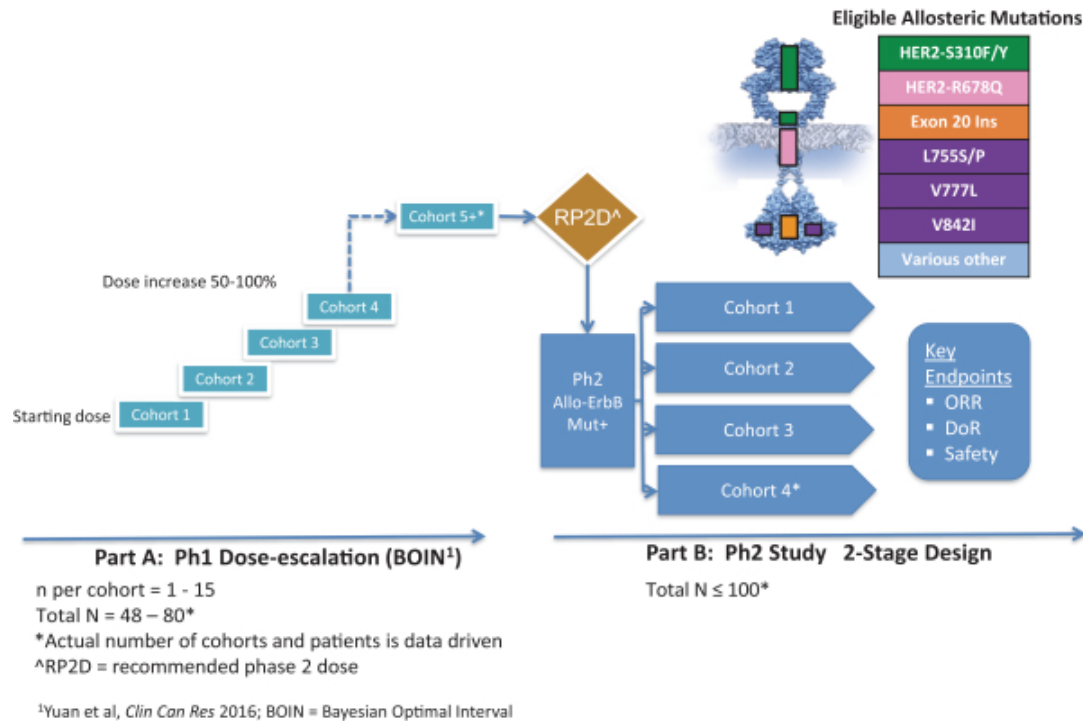 Eligible Allosteric Mutations
HER2-S310F/Y
HER2-R678Q
Exon 20 Ins
L755S/P
V777L
V842I
Various other
Cohort 5+*
RP2D^
Dose increase 50-100%
Cohort 4
Cohort 3
Cohort 2
Starting dose
Cohort 1
Ph2
Allo-ErbB
Mut+
Cohort 1
Cohort 2
Cohort 3
Cohort 4*
Key
Endpoints
▪ ORR
▪ DoR
▪ Safety
Part A: Ph1 Dose-escalation (BOIN¹)
n per cohort = 1 - 15
Total N = 48 – 80*
*Actual number of cohorts and patients is data driven
^RP2D = recommended phase 2 dose
¹Yuan et al, Clin Can Res 2016; BOIN = Bayesian Optimal Interval
Part B: Ph2 Study 2-Stage Design
Total N ≤ 100*